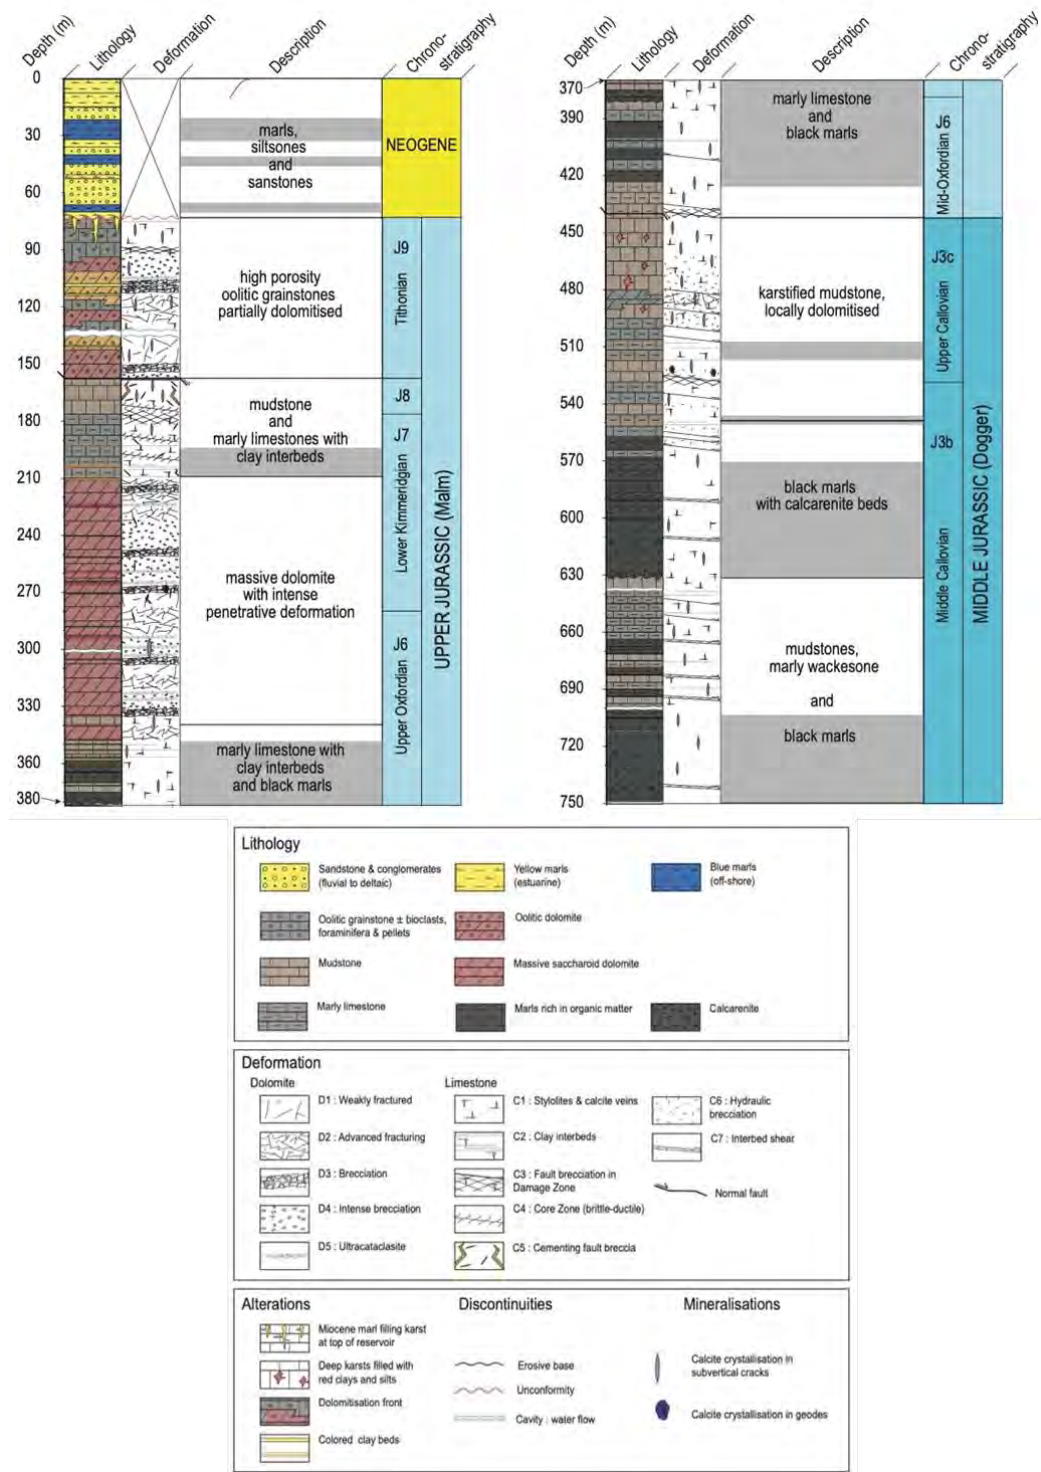 Depth (m)
Lithology
Deformation
Description
Chrono-
stratigraphy
0
30
60
90
120
150
180
210
240
270
300
330
360
380
marls,
siltsones
and
sanstones
high porosity
oolitic grainstones
partially dolomitised
mudstone
and
marly limestones with
clay interbeds
massive dolomite
with intense
penetrative deformation
marly limestone with
clay interbeds
and black marls
NEOGENE
J9
Tithonian
J8
J7
Lower Kimmeridgian
J6
Upper Oxfordian
UPPER JURASSIC (Malm)
Depth (m)
Lithology
Deformation
Description
Chrono-
stratigraphy
370
390
420
450
480
510
540
570
600
630
660
690
720
750
marly limestone
and
black marls
karstified mudstone,
locally dolomitised
black marls
with calcarenite beds
mudstones,
marly wackesone
and
black marls
J6
Mid-Oxfordian
J3c
Upper Callovian
J3b
Middle Callovian
MIDDLE JURASSIC (Dogger)
Lithology
Sandstone & conglomerates
(fluvial to deltaic)
Yellow marls
(estuarine)
Blue marls
(off-shore)
Oolitic grainstone ± bioclasts,
foraminifera & pellets
Oolitic dolomite
Mudstone
Massive saccharoid dolomite
Marly limestone
Marls rich in organic matter
Calcarenite
Deformation
Dolomite
D1 : Weakly fractured
D2 : Advanced fracturing
D3 : Brecciation
D4 : Intense brecciation
D5 : Ultracataclasite
Limestone
C1 : Stylolites & calcite veins
C2 : Clay interbeds
C3 : Fault brecciation in
Damage Zone
C4 : Core Zone (brittle-ductile)
C5 : Cementing fault breccia
C6 : Hydraulic
brecciation
C7 : Interbed shear
Normal fault
Alterations
Miocene marl filling karst
at top of reservoir
Deep karsts filled with
red clays and silts
Dolomitisation front
Colored clay beds
Discontinuities
Erosive base
Unconformity
Cavity : water flow
Mineralisations
Calcite crystallisation in
subvertical cracks
Calcite crystallisation in geodes